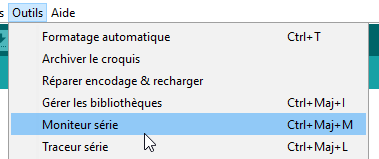 s Outils Aide
Formatage automatique Ctrl+T
Archiver le croquis
Réparer encodage & recharger
Gérer les bibliothèques Ctrl+Maj+I
Moniteur série Ctrl+Maj+M
Traceur série Ctrl+Maj+L